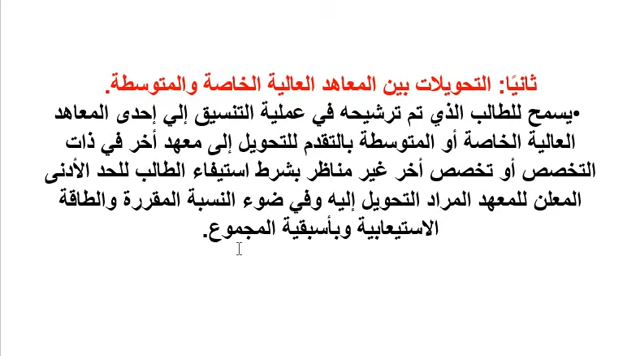 ثانيًا: التحويلات بين المعاهد العالية الخاصة والمتوسطة.
•يسمح للطالب الذي تم ترشيحه في عملية التنسيق إلي إحدى المعاهد
العالية الخاصة أو المتوسطة بالتقدم للتحويل إلى معهد أخر في ذات
التخصص أو تخصص أخر غير مناظر بشرط استيفاء الطالب للحد الأدنى
المعلن للمعهد المراد التحويل إليه وفي ضوء النسبة المقررة والطاقة
الاستيعابية وبأسبقية المجموع.